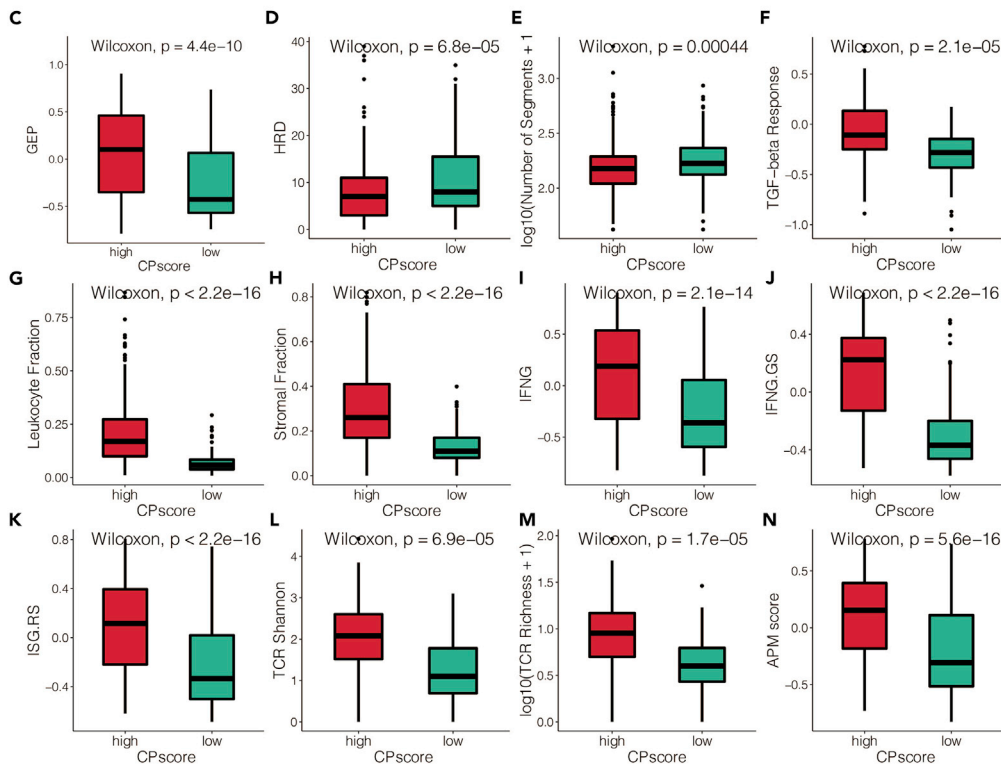 C
Wilcoxon, p = 4.4e−10
GEP
1.0
0.5
0.0
−0.5
high low
CPscore
D
Wilcoxon, p = 6.8e−05
HRD
40
30
20
10
0
high low
CPscore
E
Wilcoxon, p = 0.00044
log10(Number of Segments + 1)
3.0
2.5
2.0
high low
CPscore
F
Wilcoxon, p = 2.1e−05
TGF−beta Response
0.5
0.0
−0.5
−1.0
high low
CPscore
G
Wilcoxon, p < 2.2e−16
Leukocyte Fraction
0.75
0.50
0.25
0.00
high low
CPscore
H
Wilcoxon, p < 2.2e−16
Stromal Fraction
0.8
0.6
0.4
0.2
0.0
high low
CPscore
I
Wilcoxon, p = 2.1e−14
IFNG
0.5
0.0
−0.5
high low
CPscore
J
Wilcoxon, p < 2.2e−16
IFNG.GS
0.4
0.0
−0.4
high low
CPscore
K
Wilcoxon, p < 2.2e−16
ISG.RS
0.8
0.4
0.0
−0.4
high low
CPscore
L
Wilcoxon, p = 6.9e−05
TCR Shannon
4
3
2
1
0
high low
CPscore
M
Wilcoxon, p = 1.7e−05
log10(TCR Richness + 1)
2.0
1.5
1.0
0.5
0.0
high low
CPscore
N
Wilcoxon, p = 5.6e−16
APM score
0.5
0.0
−0.5
high low
CPscore